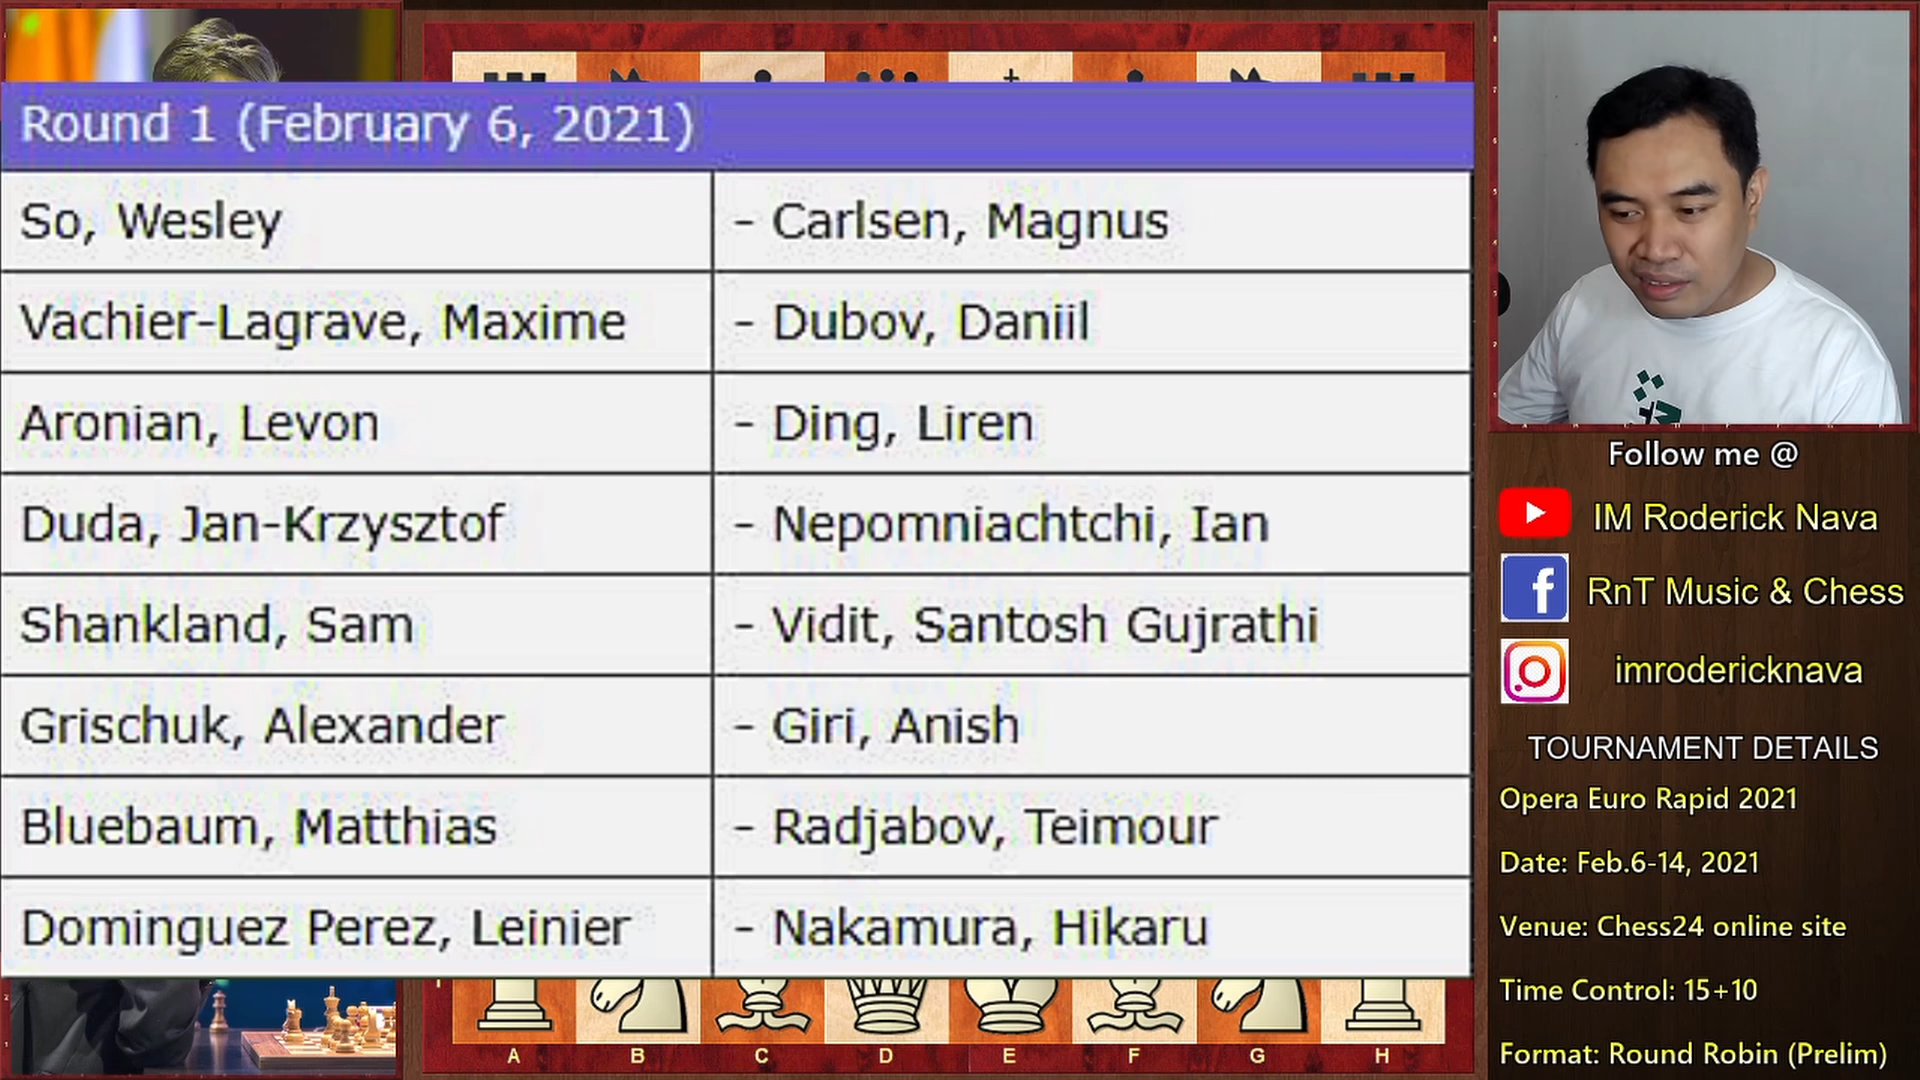 Round 1 (February 6, 2021)
So, Wesley - Carlsen, Magnus
Vachier-Lagrave, Maxime - Dubov, Daniil
Aronian, Levon - Ding, Liren
Duda, Jan-Krzysztof - Nepomniachtchi, Ian
Shankland, Sam - Vidit, Santosh Gujrathi
Grischuk, Alexander - Giri, Anish
Bluebaum, Matthias - Radjabov, Teimour
Dominguez Perez, Leinier - Nakamura, Hikaru
A B C D E F G H
Follow me @
IM Roderick Nava
RnT Music & Chess
imrodericknava
TOURNAMENT DETAILS
Opera Euro Rapid 2021
Date: Feb.6-14, 2021
Venue: Chess24 online site
Time Control: 15+10
Format: Round Robin (Prelim)